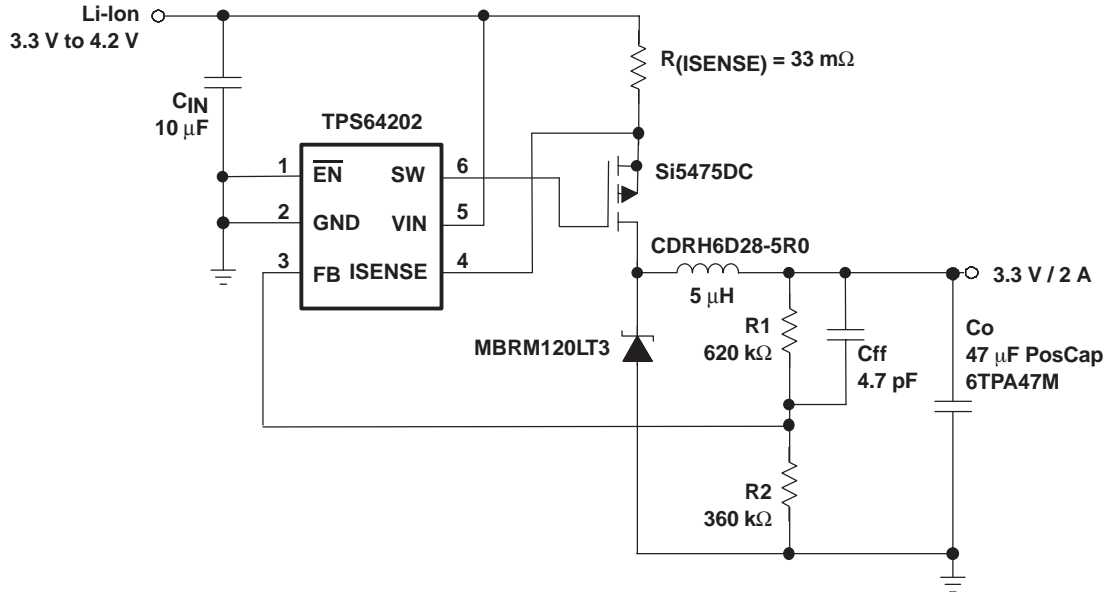 Li-Ion
3.3 V to 4.2 V
R(ISENSE) = 33 mΩ
CIN
10 µF
TPS64202
1
EN
SW
6
Si5475DC
2
GND
VIN
5
3
FB
ISENSE
4
CDRH6D28-5R0
5 µH
3.3 V / 2 A
MBRM120LT3
R1
620 kΩ
Cff
4.7 pF
Co
47 µF PosCap
6TPA47M
R2
360 kΩ